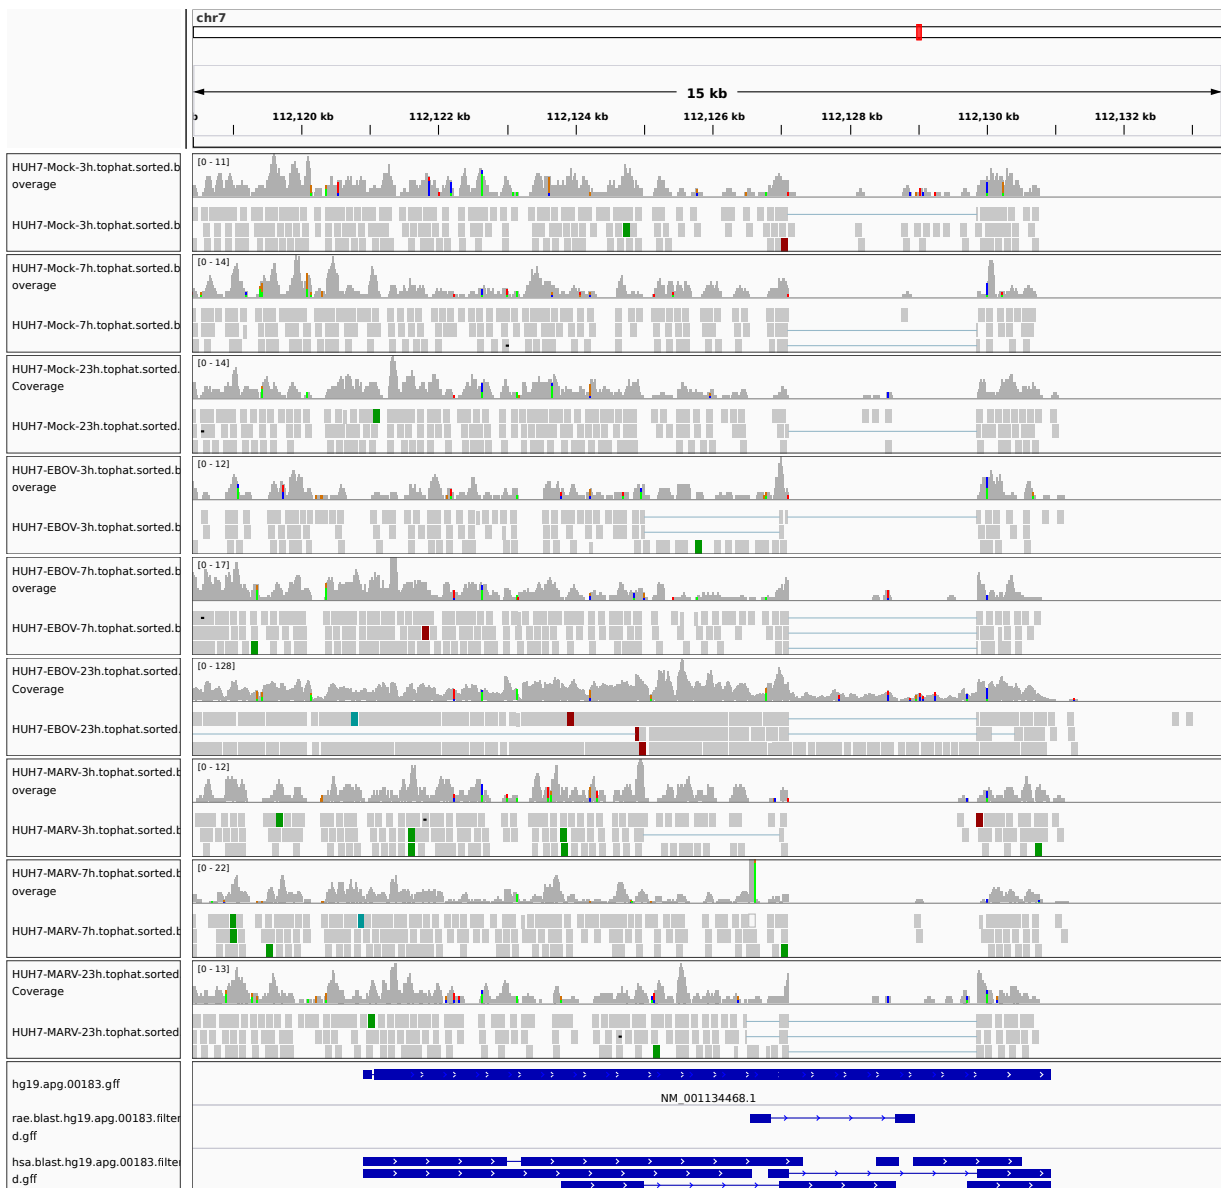 chr7
15 kb
112,120 kb 112,122 kb 112,124 kb 112,126 kb 112,128 kb 112,130 kb 112,132 kb
HUH7-Mock-3h.tophat.sorted.b
overage
[0 - 11]
HUH7-Mock-3h.tophat.sorted.b
HUH7-Mock-7h.tophat.sorted.b
overage
[0 - 14]
HUH7-Mock-7h.tophat.sorted.b
HUH7-Mock-23h.tophat.sorted.
Coverage
[0 - 14]
HUH7-Mock-23h.tophat.sorted.
HUH7-EBOV-3h.tophat.sorted.b
overage
[0 - 12]
HUH7-EBOV-3h.tophat.sorted.b
HUH7-EBOV-7h.tophat.sorted.b
overage
[0 - 17]
HUH7-EBOV-7h.tophat.sorted.b
HUH7-EBOV-23h.tophat.sorted.
Coverage
[0 - 128]
HUH7-EBOV-23h.tophat.sorted.
HUH7-MARV-3h.tophat.sorted.b
overage
[0 - 12]
HUH7-MARV-3h.tophat.sorted.b
HUH7-MARV-7h.tophat.sorted.b
overage
[0 - 22]
HUH7-MARV-7h.tophat.sorted.b
HUH7-MARV-23h.tophat.sorted
Coverage
[0 - 13]
HUH7-MARV-23h.tophat.sorted
hg19.apg.00183.gff
NM_001134468.1
rae.blast.hg19.apg.00183.filter
d.gff
hsa.blast.hg19.apg.00183.filte
d.gff